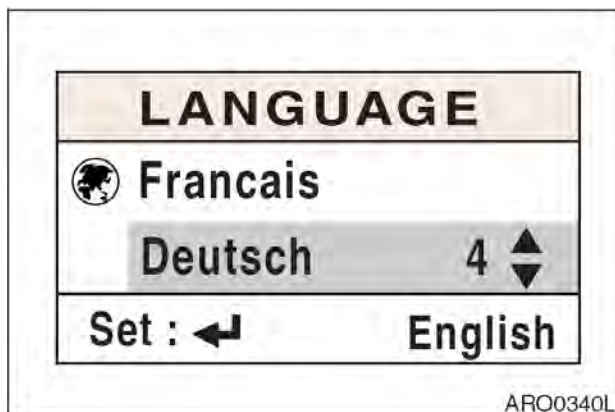 LANGUAGE
Francais
Deutsch 4
Set : English
ARO0340L